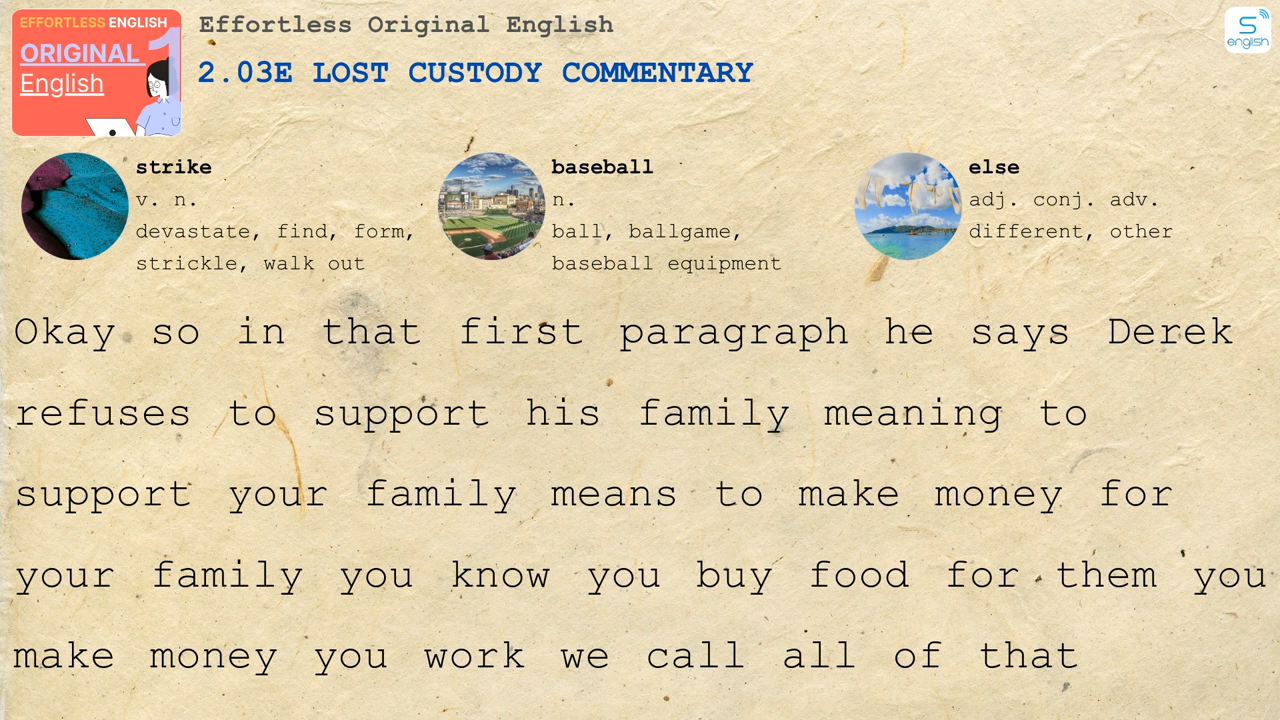 EFFORTLESS ENGLISH
ORIGINAL 1
English
Effortless Original English
2.03E LOST CUSTODY COMMENTARY
S
english
strike
v. n.
devastate, find, form,
strickle, walk out
baseball
n.
ball, ballgame,
baseball equipment
else
adj. conj. adv.
different, other
Okay so in that first paragraph he says Derek
refuses to support his family meaning to
support your family means to make money for
your family you know you buy food for them you
make money you work we call all of that